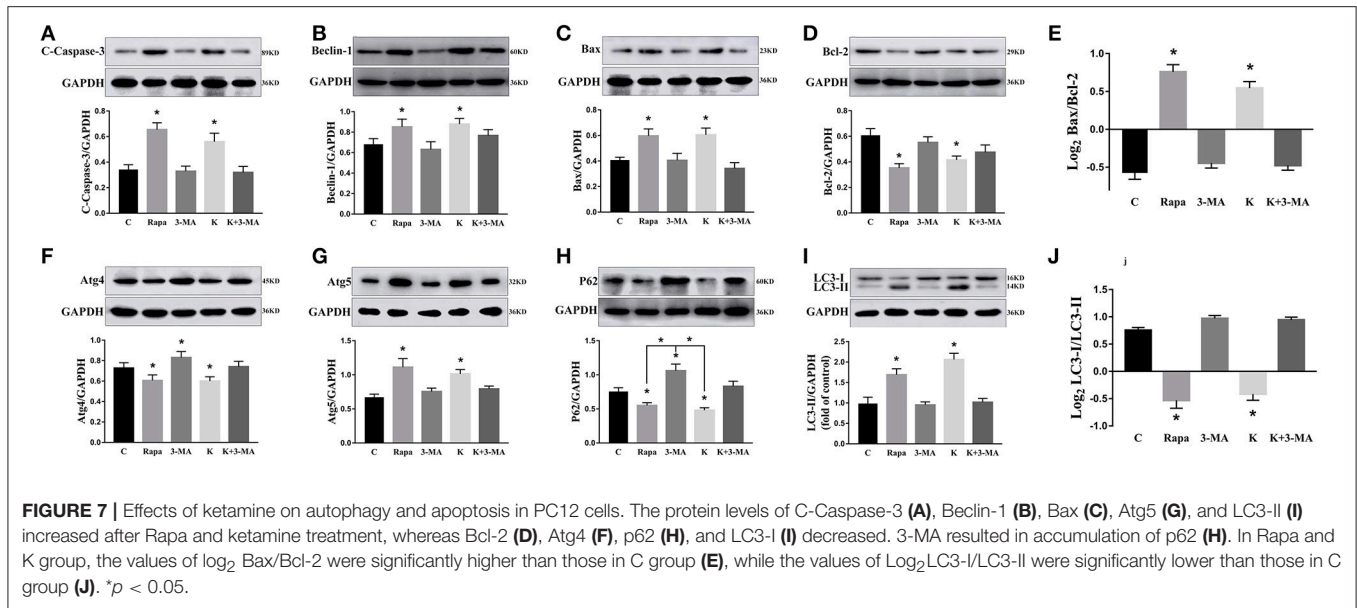 A
C-Caspase-3
89KD
GAPDH
36KD
C-Caspase-3/GAPDH
0.8
0.6
0.4
0.2
0.0
*
*
C Rapa 3-MA K K+3-MA
B
Beclin-1
60KD
GAPDH
36KD
Beclin-1/GAPDH
1.0
0.8
0.6
0.4
0.2
0.0
*
*
C Rapa 3-MA K K+3-MA
C
Bax
23KD
GAPDH
36KD
Bax/GAPDH
0.8
0.6
0.4
0.2
0.0
*
*
C Rapa 3-MA K K+3-MA
D
Bcl-2
29KD
GAPDH
36KD
Bcl-2/GAPDH
0.8
0.6
0.4
0.2
0.0
*
*
C Rapa 3-MA K K+3-MA
E
Log2 Bax/Bcl-2
1.0
0.5
0.0
-0.5
*
*
C Rapa 3-MA K K+3-MA
F
Atg4
45KD
GAPDH
36KD
Atg4/GAPDH
1.0
0.8
0.6
0.4
0.2
0.0
*
*
*
C Rapa 3-MA K K+3-MA
G
Atg5
32KD
GAPDH
36KD
Atg5/GAPDH
1.5
1.0
0.5
0.0
*
*
C Rapa 3-MA K K+3-MA
H
P62
60KD
GAPDH
36KD
P62/GAPDH
1.5
1.0
0.5
0.0
* *
*
*
*
C Rapa 3-MA K K+3-MA
I
LC3-I
16KD
LC3-II
14KD
GAPDH
36KD
LC3-II/GAPDH
(fold of control)
2.5
2.0
1.5
1.0
0.5
0.0
*
*
C Rapa 3-MA K K+3-MA
J
j
Log2 LC3-I/LC3-II
1.0
0.5
0.0
-0.5
-1.0
*
*
C Rapa 3-MA K K+3-MA
FIGURE 7 | Effects of ketamine on autophagy and apoptosis in PC12 cells. The protein levels of C-Caspase-3 (A), Beclin-1 (B), Bax (C), Atg5 (G), and LC3-II (I)
increased after Rapa and ketamine treatment, whereas Bcl-2 (D), Atg4 (F), p62 (H), and LC3-I (I) decreased. 3-MA resulted in accumulation of p62 (H). In Rapa and
K group, the values of log2 Bax/Bcl-2 were significantly higher than those in C group (E), while the values of Log2LC3-I/LC3-II were significantly lower than those in C
group (J). *p < 0.05.